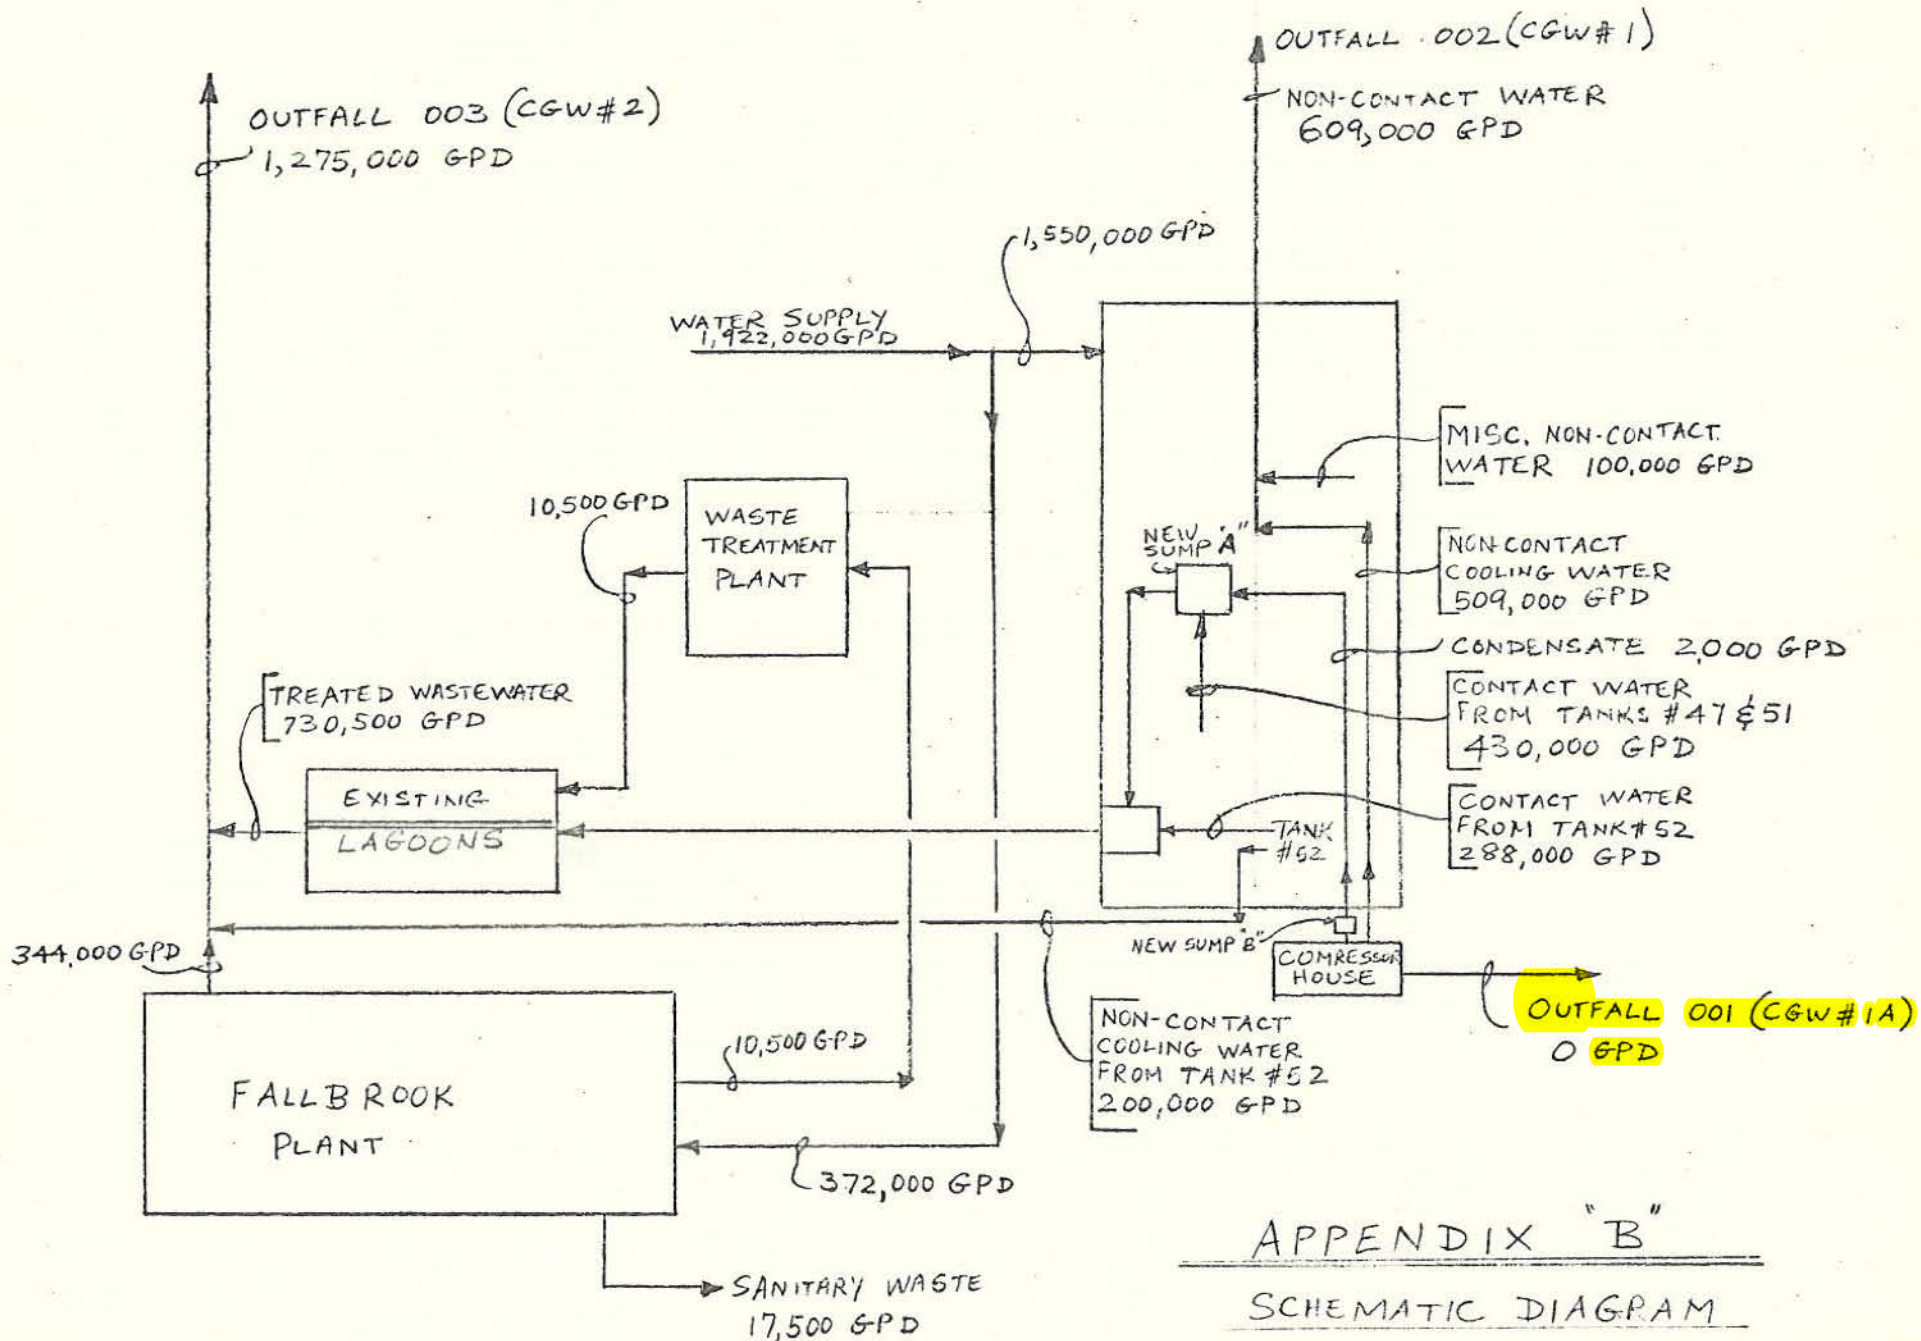 OUTFALL 002 (CGW#1)
NON-CONTACT WATER
609,000 GPD
OUTFALL 003 (CGW#2)
1,275,000 GPD
1,550,000 GPD
WATER SUPPLY
1,922,000 GPD
MISC. NON-CONTACT
WATER 100,000 GPD
10,500 GPD
WASTE
TREATMENT
PLANT
NEW
SUMP "A"
NON-CONTACT
COOLING WATER
509,000 GPD
CONDENSATE 2,000 GPD
TREATED WASTEWATER
730,500 GPD
CONTACT WATER
FROM TANKS #47 & 51
430,000 GPD
EXISTING
LAGOONS
TANK
#52
CONTACT WATER
FROM TANK #52
288,000 GPD
344,000 GPD
NEW SUMP "B"
COMRESSOR
HOUSE
OUTFALL 001 (CGW#1A)
0 GPD
NON-CONTACT
COOLING WATER
FROM TANK #52
200,000 GPD
10,500 GPD
FALLBROOK
PLANT
372,000 GPD
SANITARY WASTE
17,500 GPD
APPENDIX "B"
SCHEMATIC DIAGRAM